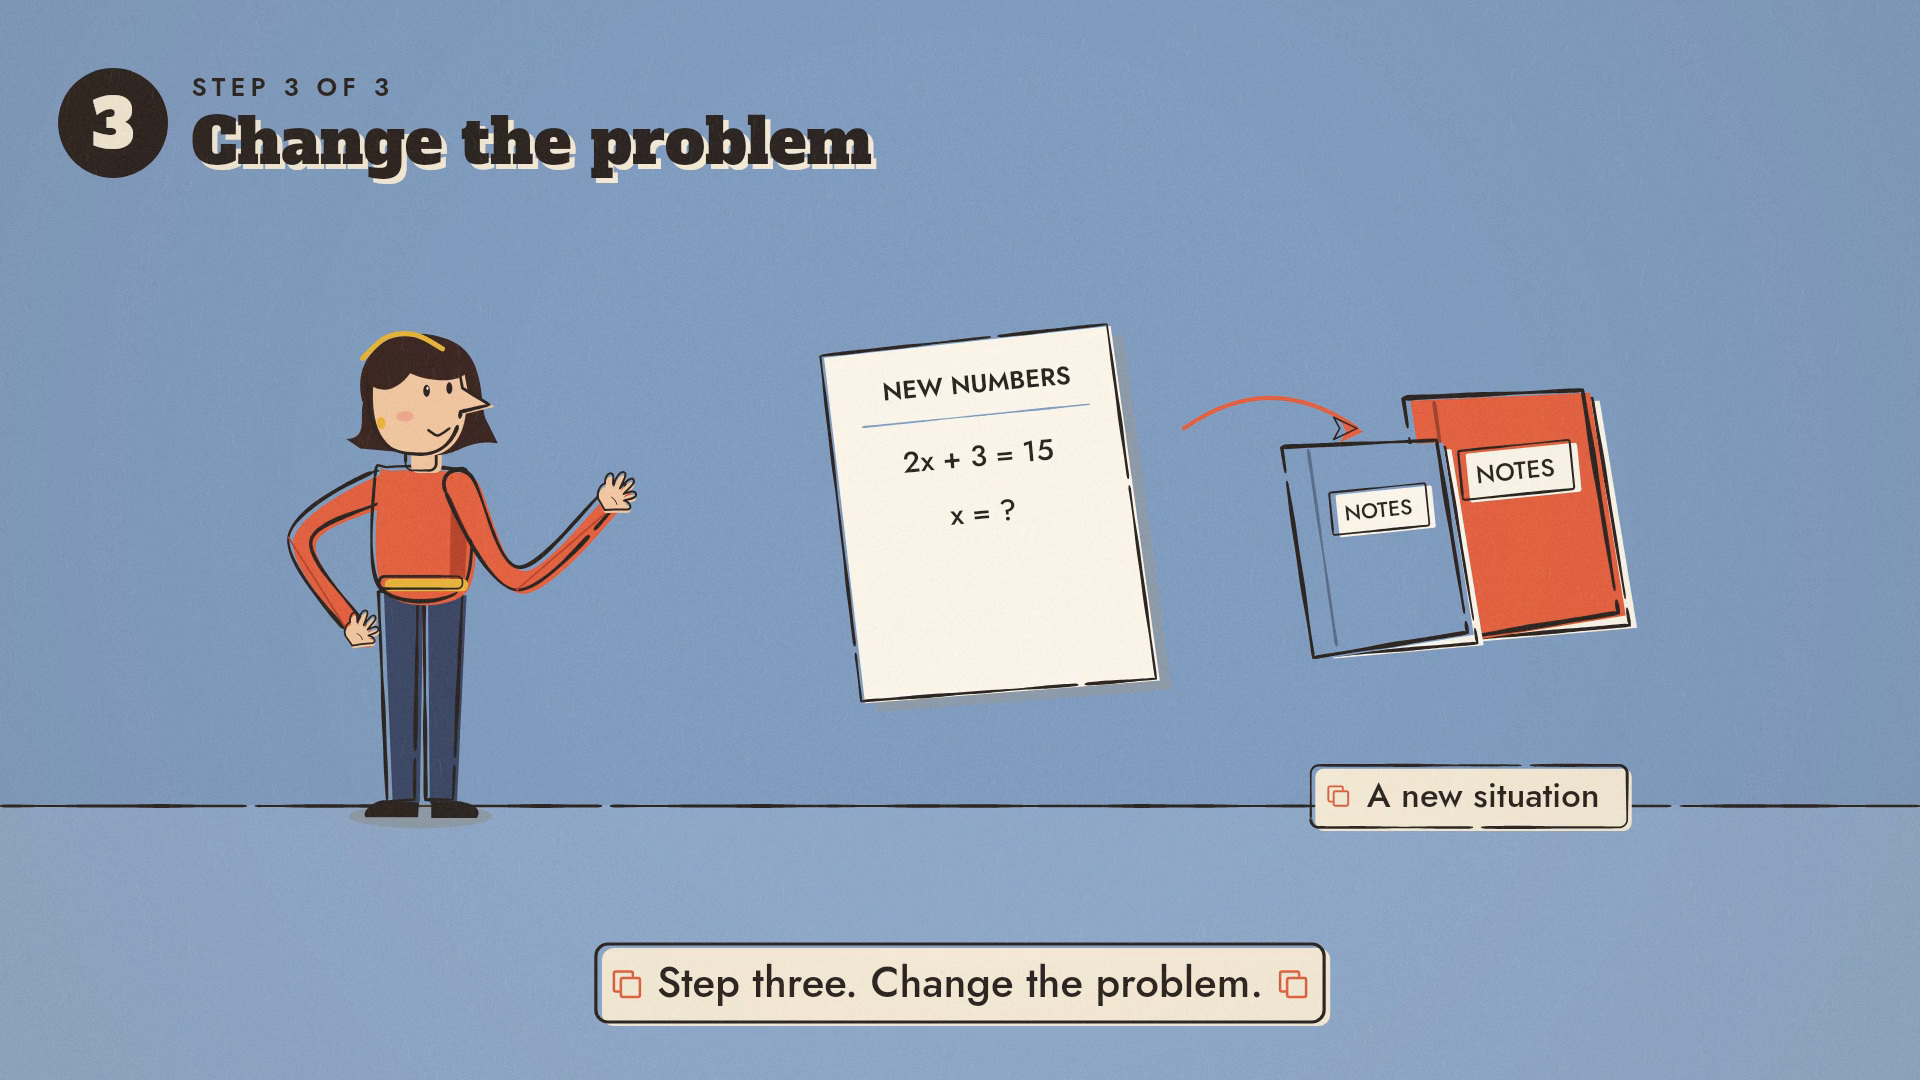 3
STEP 3 OF 3
Change the problem
NEW NUMBERS
2x + 3 = 15
x = ?
NOTES
NOTES
A new situation
Step three. Change the problem.